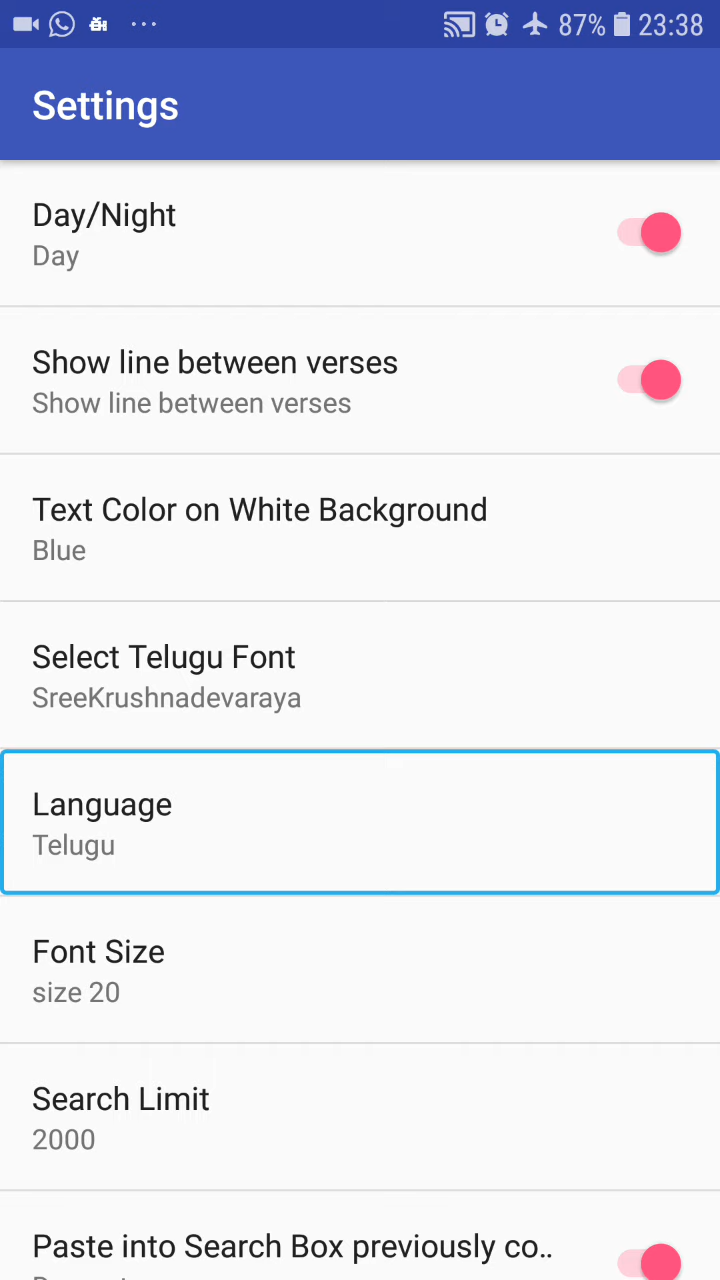 87% 23:38
Settings
Day/Night
Day
Show line between verses
Show line between verses
Text Color on White Background
Blue
Select Telugu Font
SreeKrushnadevaraya
Language
Telugu
Font Size
size 20
Search Limit
2000
Paste into Search Box previously co..